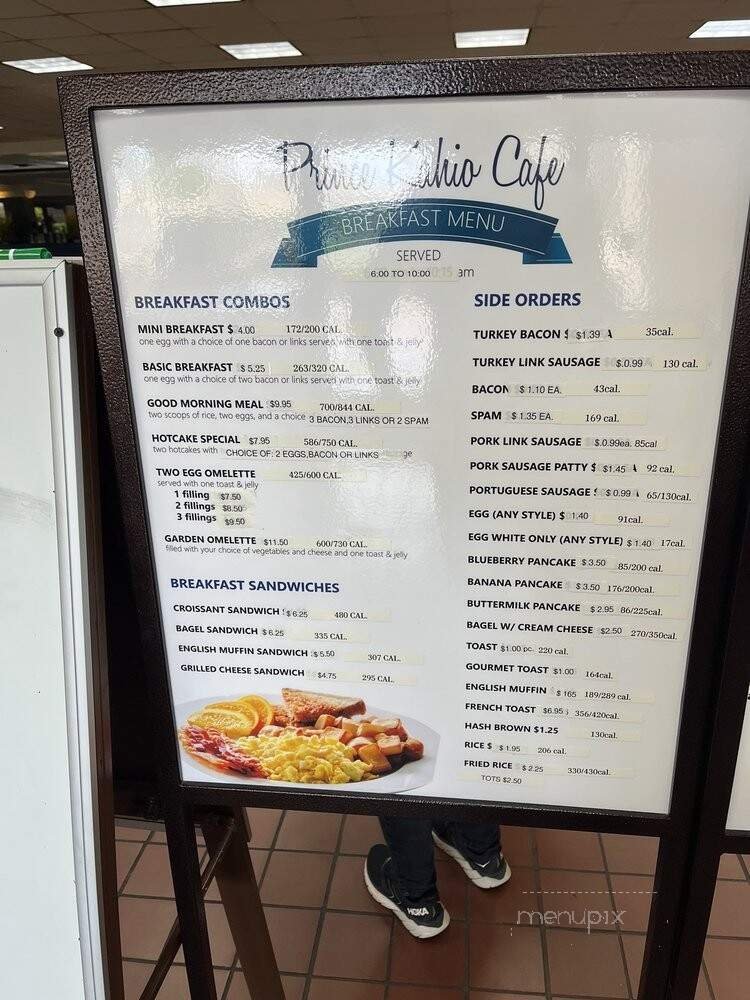 Prince Kuhio Cafe
BREAKFAST MENU
SERVED
6:00 TO 10:00 am
BREAKFAST COMBOS
MINI BREAKFAST $ 4.00 172/200 CAL.
one egg with a choice of one bacon or links served with one toast & jelly
BASIC BREAKFAST $ 5.25 263/320 CAL.
one egg with a choice of two bacon or links served with one toast & jelly
GOOD MORNING MEAL $9.95 700/844 CAL.
two scoops of rice, two eggs, and a choice 3 BACON,3 LINKS OR 2 SPAM
HOTCAKE SPECIAL $7.95 586/750 CAL.
two hotcakes with CHOICE OF: 2 EGGS,BACON OR LINKS
TWO EGG OMELETTE 425/600 CAL.
served with one toast & jelly
1 filling $7.50
2 fillings $8.50
3 fillings $9.50
GARDEN OMELETTE $11.50 600/730 CAL.
filled with your choice of vegetables and cheese and one toast & jelly
BREAKFAST SANDWICHES
CROISSANT SANDWICH $6.25 480 CAL.
BAGEL SANDWICH $ 6.25 335 CAL.
ENGLISH MUFFIN SANDWICH $5.50 307 CAL.
GRILLED CHEESE SANDWICH $4.75 295 CAL.
SIDE ORDERS
TURKEY BACON $ $1.39 35cal.
TURKEY LINK SAUSAGE $.0.99 130 cal.
BACON $ 1.10 EA. 43cal.
SPAM $ 1.35 EA. 169 cal.
PORK LINK SAUSAGE $.0.99ea. 85cal
PORK SAUSAGE PATTY $ $1.45 92 cal.
PORTUGUESE SAUSAGE $ 0.99 65/130cal.
EGG (ANY STYLE) $ 1.40 91cal.
EGG WHITE ONLY (ANY STYLE) $ 1.40 17cal.
BLUEBERRY PANCAKE $ 3.50 85/200 cal.
BANANA PANCAKE $ 3.50 176/200cal.
BUTTERMILK PANCAKE $ 2.95 86/225cal.
BAGEL W/ CREAM CHEESE $2.50 270/350cal.
TOAST $1.00 pc. 220 cal.
GOURMET TOAST $1.00 164cal.
ENGLISH MUFFIN $ 165 189/289 cal.
FRENCH TOAST $6.95 356/420cal.
HASH BROWN $1.25 130cal.
RICE $ $ 1.95 206 cal.
FRIED RICE $ 2.25 330/430cal.
TOTS $2.50
HOKA
menupix